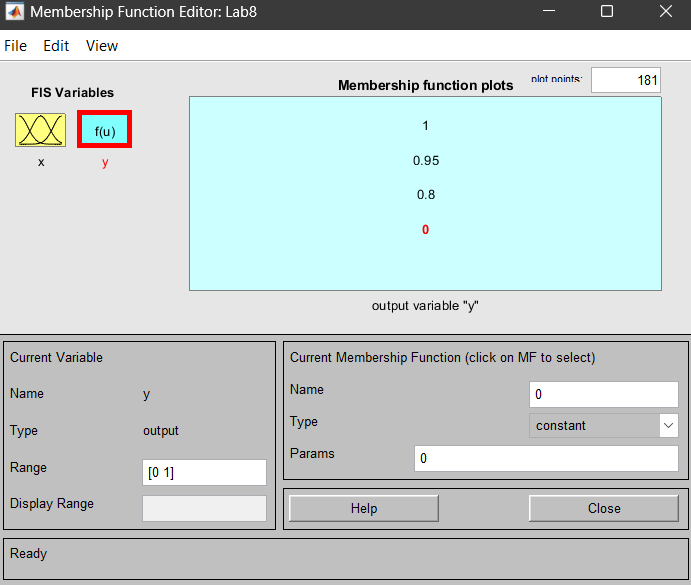 Membership Function Editor: Lab8
File Edit View
FIS Variables
f(u)
x y
Membership function plots plot points: 181
1
0.95
0.8
0
output variable "y"
Current Variable
Name y
Type output
Range [0 1]
Display Range
Current Membership Function (click on MF to select)
Name 0
Type constant
Params 0
Help Close
Ready